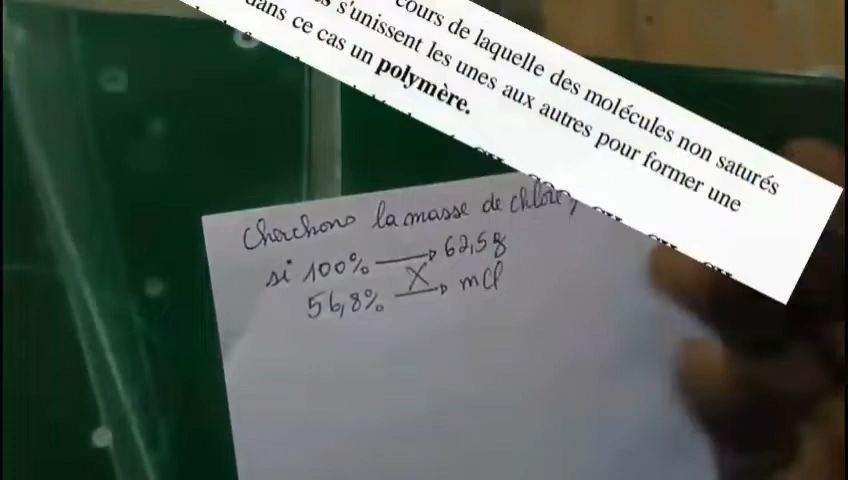 cours de laquelle des molécules non saturés
s'unissent les unes aux autres pour former une
dans ce cas un polymère.
Cherchons la masse de chlore,
si 100% → 62,5g
X
56,8% → mCl